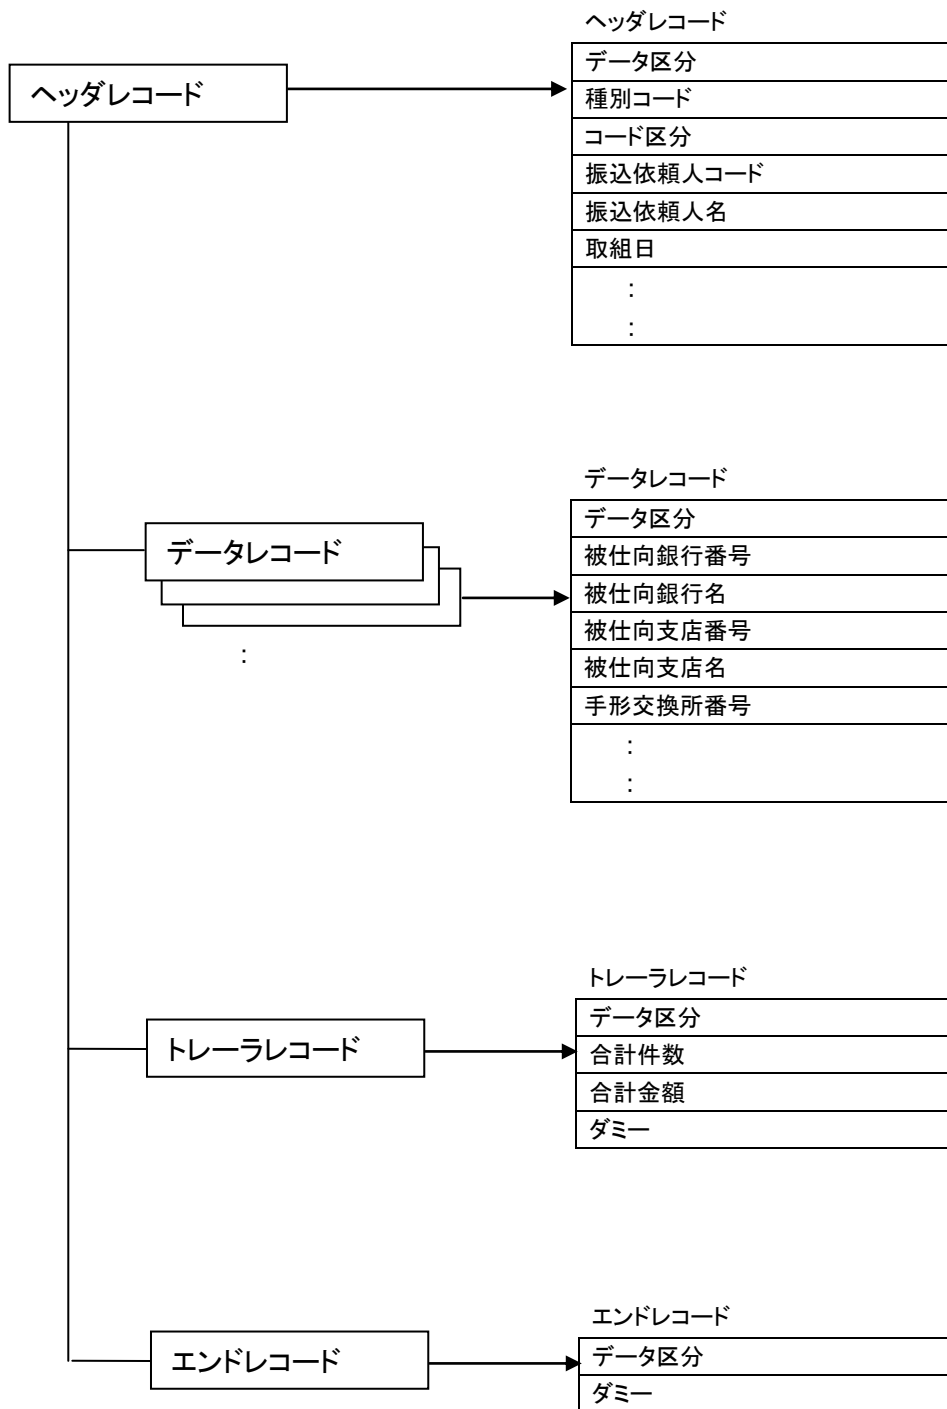 ヘッダレコード
ヘッダレコード
データ区分
種別コード
コード区分
振込依頼人コード
振込依頼人名
取組日
:
:
データレコード
:
データレコード
データ区分
被仕向銀行番号
被仕向銀行名
被仕向支店番号
被仕向支店名
手形交換所番号
:
:
トレーラレコード
トレーラレコード
データ区分
合計件数
合計金額
ダミー
エンドレコード
エンドレコード
データ区分
ダミー